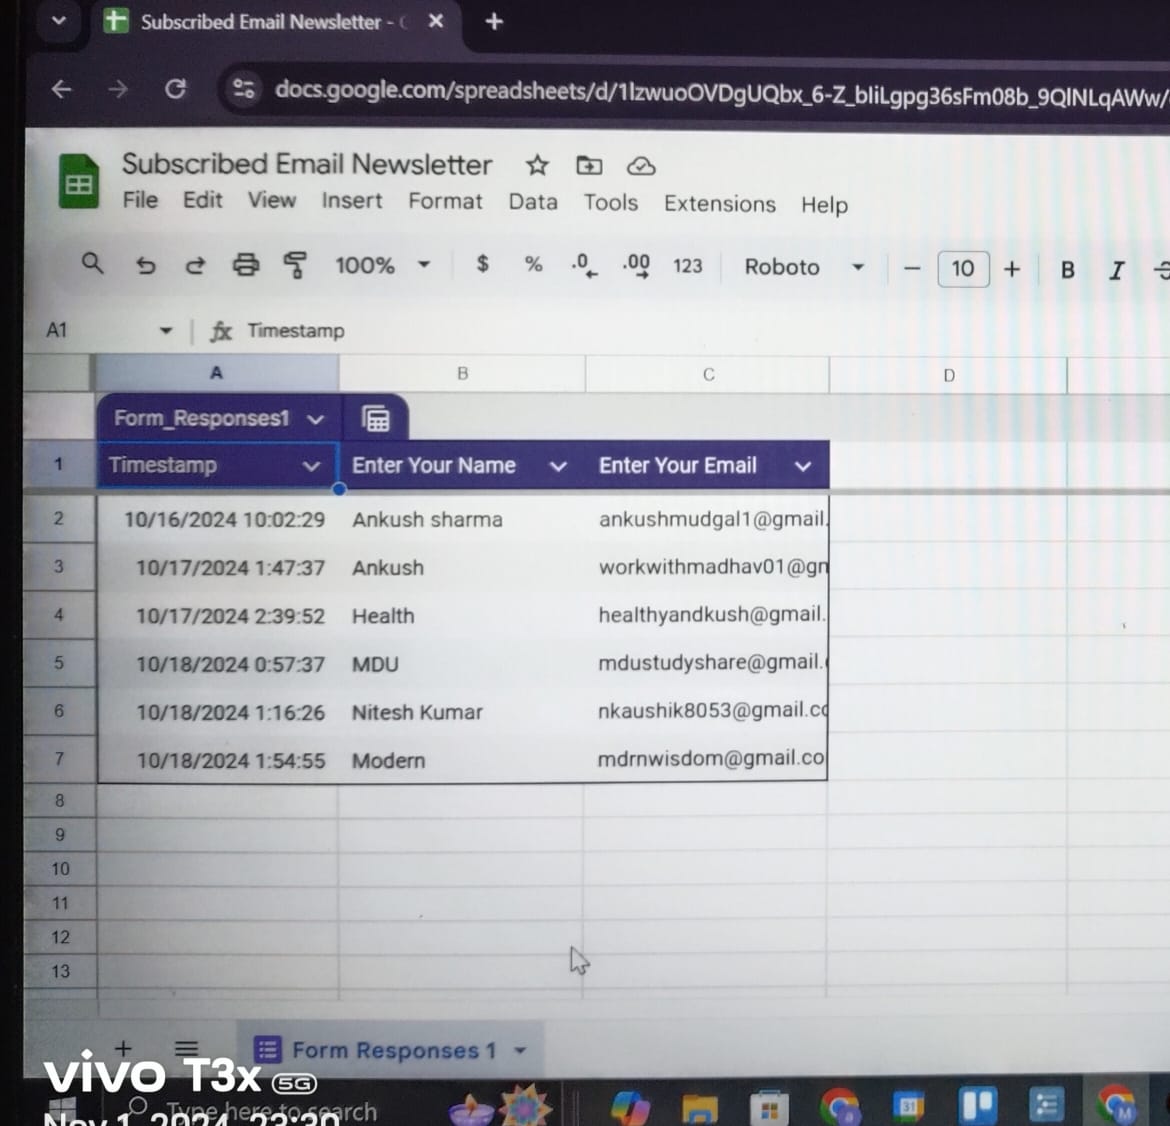 Subscribed Email Newsletter -
docs.google.com/spreadsheets/d/1lzwuoOVDgUQbx_6-Z_bliLgpg36sFm08b_9QlNLqAWw/
Subscribed Email Newsletter
File Edit View Insert Format Data Tools Extensions Help
100% $ % .0 .00 123 Roboto − 10 + B I
A1 fx Timestamp
A B C D
Form_Responses1
1 Timestamp Enter Your Name Enter Your Email
2 10/16/2024 10:02:29 Ankush sharma ankushmudgal1@gmail.
3 10/17/2024 1:47:37 Ankush workwithmadhav01@gm
4 10/17/2024 2:39:52 Health healthyandkush@gmail.
5 10/18/2024 0:57:37 MDU mdustudyshare@gmail.
6 10/18/2024 1:16:26 Nitesh Kumar nkaushik8053@gmail.co
7 10/18/2024 1:54:55 Modern mdrnwisdom@gmail.co
8
9
10
11
12
13
+ Form Responses 1
vivo T3x 5G
Type here to search
Nov 1, 2024, 23:30
31